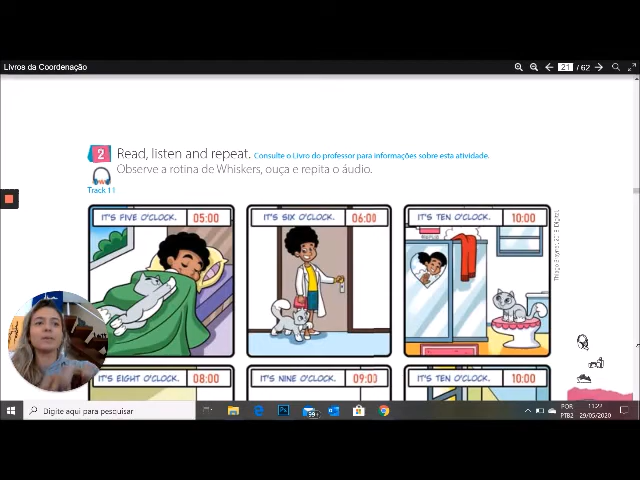 Livros da Coordenação
21 / 62
2 Read, listen and repeat. Consulte o Livro do professor para informações sobre esta atividade.
Observe a rotina de Whiskers, ouça e repita o áudio.
Track 11
IT'S FIVE O'CLOCK. 05:00
IT'S SIX O'CLOCK. 06:00
IT'S TEN O'CLOCK. 10:00
IT'S EIGHT O'CLOCK. 08:00
IT'S NINE O'CLOCK. 09:00
IT'S TEN O'CLOCK. 10:00
Digite aqui para pesquisar
99+
POR
PTB2
11:22
29/05/2020